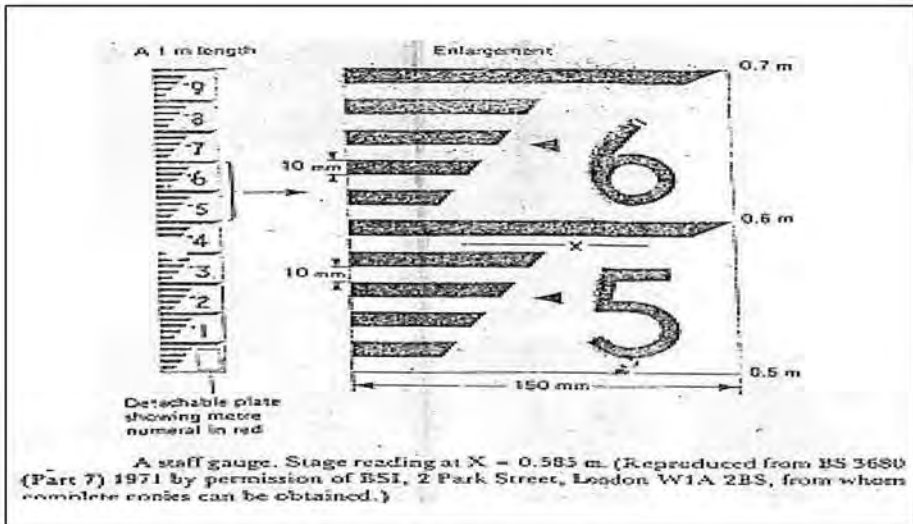 A 1 m length
Enlargement
0.7 m
9
8
7
6
5
4
3
2
1
10 mm
6
0.6 m
X
10 mm
5
0.5 m
150 mm
Detachable plate
showing metre
numeral in red
A staff gauge. Stage reading at X = 0.585 m. (Reproduced from BS 3680
(Part 7) 1971 by permission of BSI, 2 Park Street, London W1A 2BS, from whom
complete copies can be obtained.)